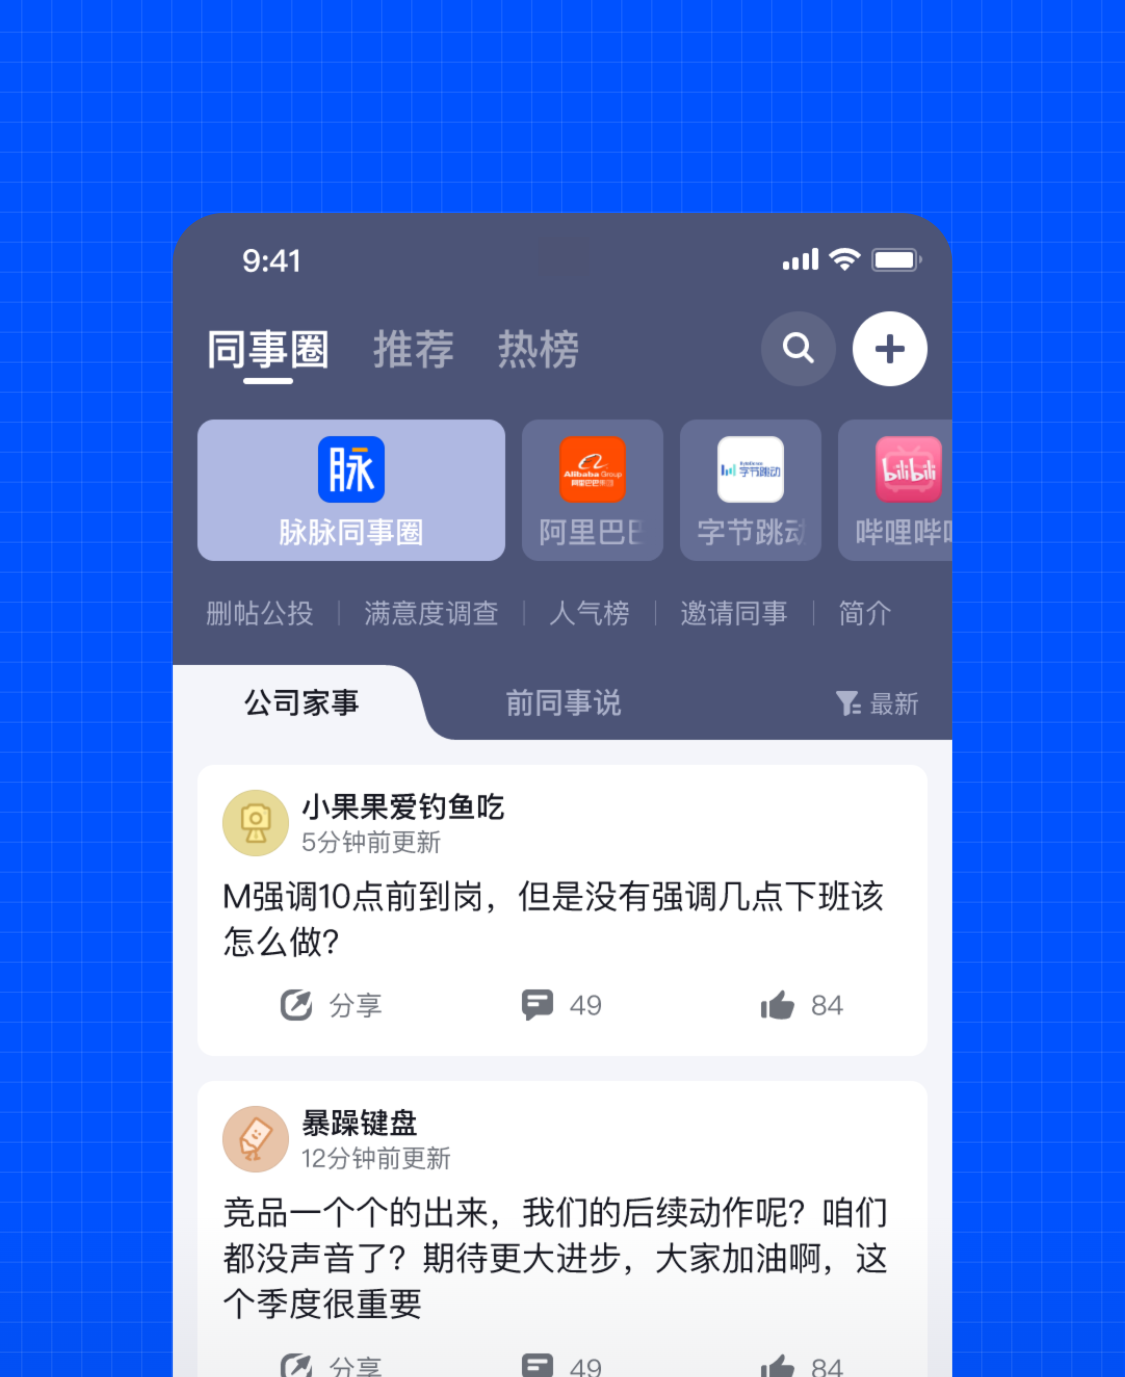 9:41
同事圈 推荐 热榜
脉
Alibaba Group
阿里巴巴集团
字节跳动
bilibili
脉脉同事圈 阿里巴巴 字节跳动 哔哩哔
删帖公投 满意度调查 人气榜 邀请同事 简介
公司家事 前同事说 最新
小果果爱钓鱼吃
5分钟前更新
M强调10点前到岗，但是没有强调几点下班该
怎么做？
分享 49 84
暴躁键盘
12分钟前更新
竞品一个个的出来，我们的后续动作呢？咱们
都没声音了？期待更大进步，大家加油啊，这
个季度很重要
分享 49 84